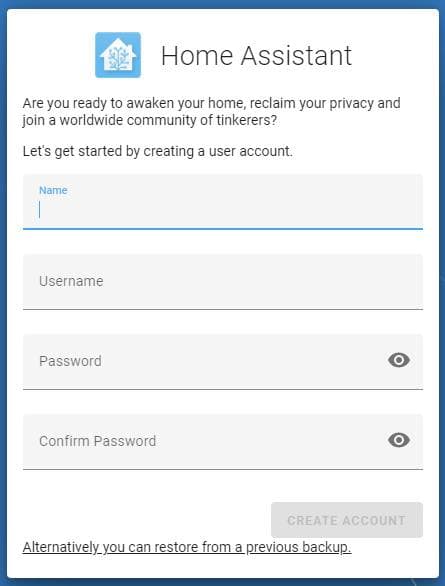 Home Assistant
Are you ready to awaken your home, reclaim your privacy and
join a worldwide community of tinkerers?
Let's get started by creating a user account.
Name
Username
Password
Confirm Password
CREATE ACCOUNT
Alternatively you can restore from a previous backup.